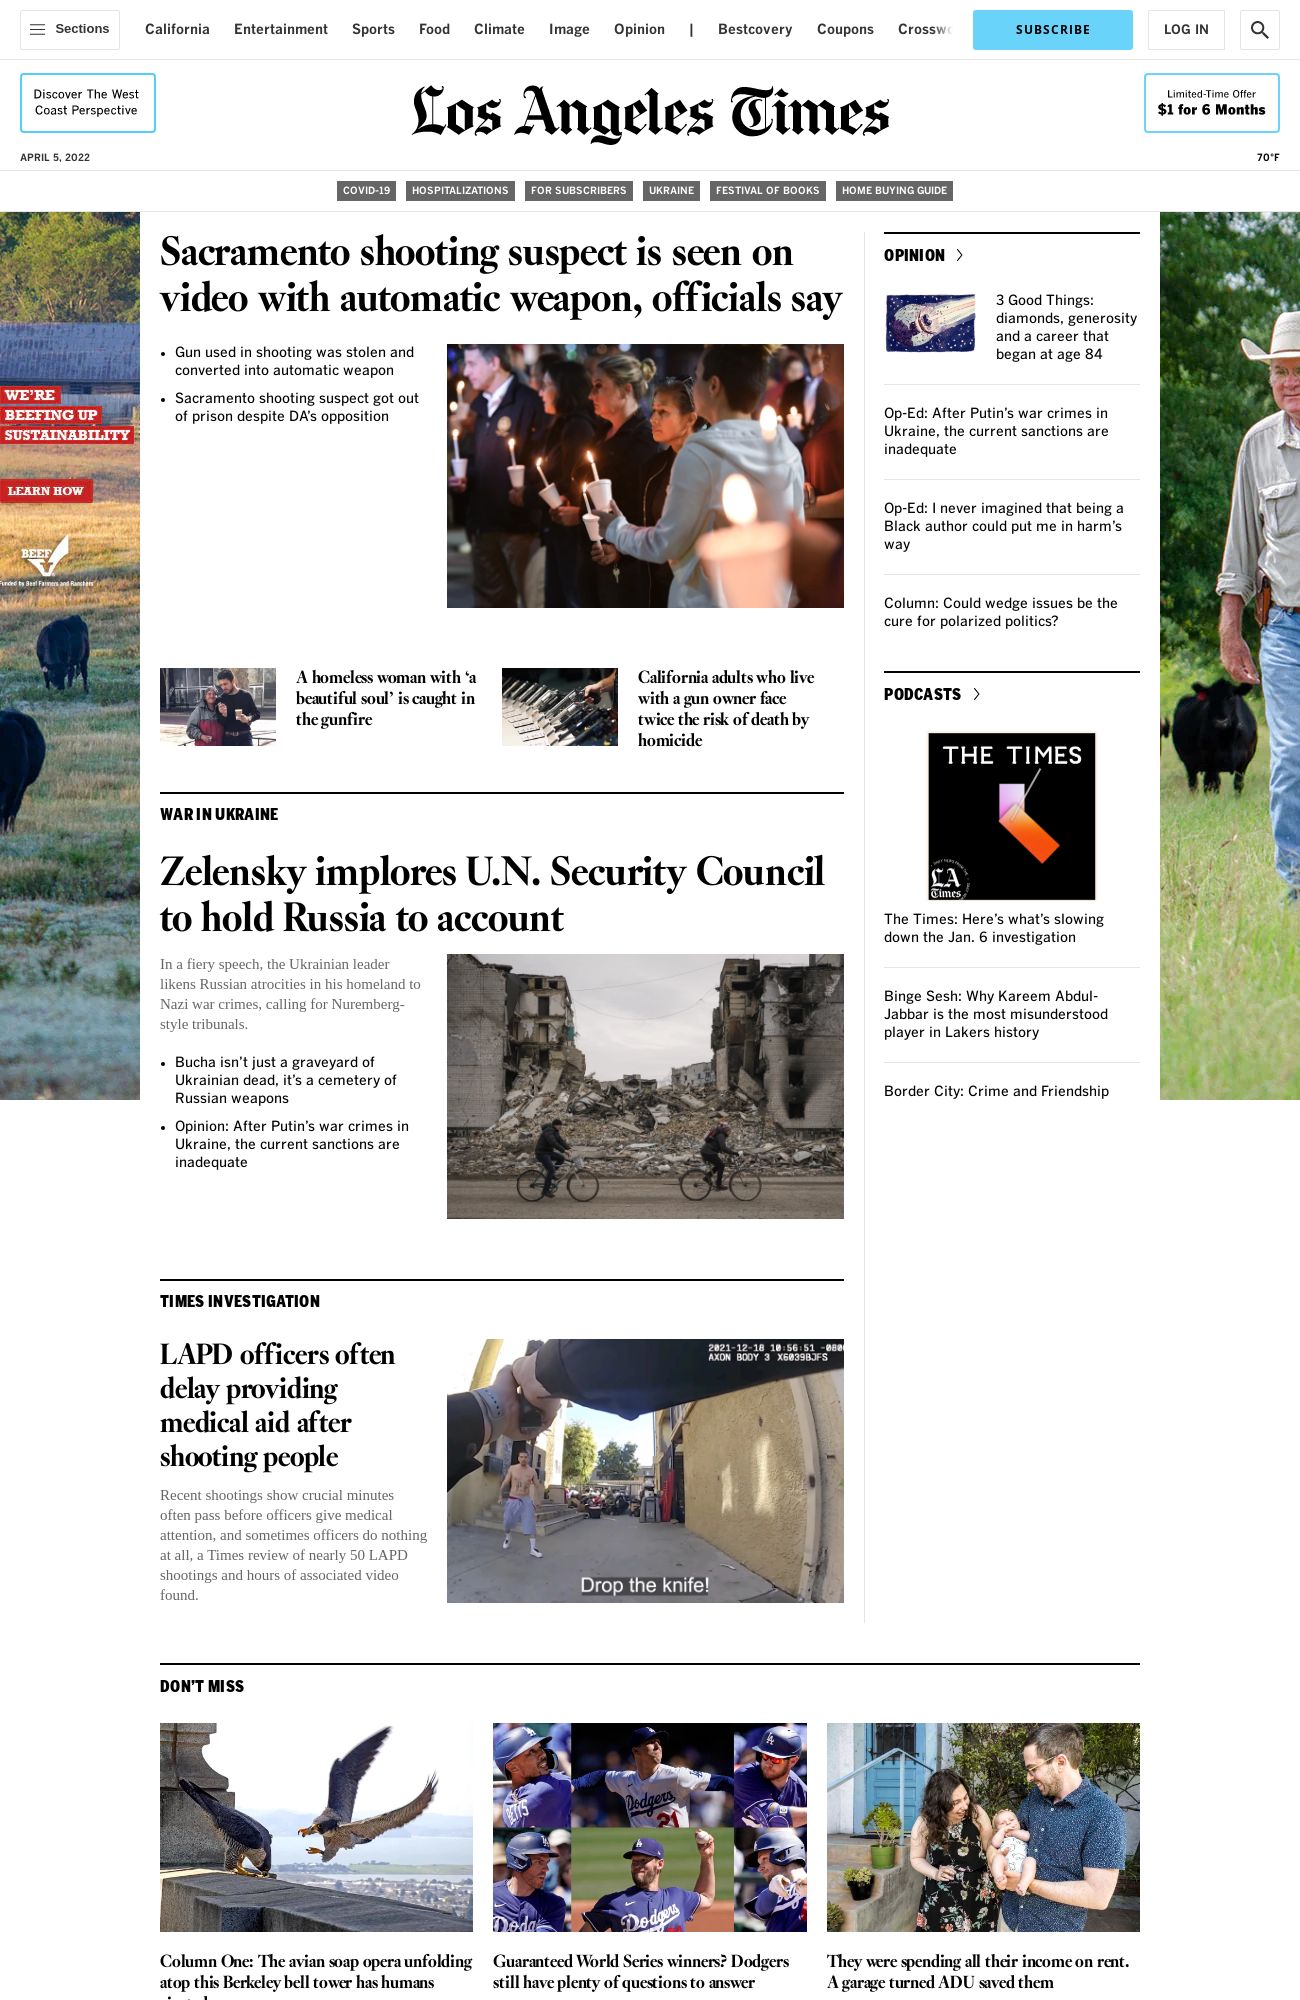 Sections
California
Entertainment
Sports
Food
Climate
Image
Opinion
|
Bestcovery
Coupons
Crossw
SUBSCRIBE
LOG IN
Discover The West
Coast Perspective
Los Angeles Times
Limited-Time Offer
$1 for 6 Months
APRIL 5, 2022
70°F
COVID-19
HOSPITALIZATIONS
FOR SUBSCRIBERS
UKRAINE
FESTIVAL OF BOOKS
HOME BUYING GUIDE
WE'RE
BEEFING UP
SUSTAINABILITY
LEARN HOW
BEEF
Funded by Beef Farmers and Ranchers
Sacramento shooting suspect is seen on
video with automatic weapon, officials say
Gun used in shooting was stolen and
converted into automatic weapon
Sacramento shooting suspect got out
of prison despite DA's opposition
A homeless woman with ‘a
beautiful soul’ is caught in
the gunfire
California adults who live
with a gun owner face
twice the risk of death by
homicide
WAR IN UKRAINE
Zelensky implores U.N. Security Council
to hold Russia to account
In a fiery speech, the Ukrainian leader
likens Russian atrocities in his homeland to
Nazi war crimes, calling for Nuremberg-
style tribunals.
Bucha isn’t just a graveyard of
Ukrainian dead, it’s a cemetery of
Russian weapons
Opinion: After Putin’s war crimes in
Ukraine, the current sanctions are
inadequate
TIMES INVESTIGATION
LAPD officers often
delay providing
medical aid after
shooting people
Recent shootings show crucial minutes
often pass before officers give medical
attention, and sometimes officers do nothing
at all, a Times review of nearly 50 LAPD
shootings and hours of associated video
found.
2021-12-18 10:56:51 -080
AXON BODY 3 X6039BJFS
Drop the knife!
OPINION
3 Good Things:
diamonds, generosity
and a career that
began at age 84
Op-Ed: After Putin’s war crimes in
Ukraine, the current sanctions are
inadequate
Op-Ed: I never imagined that being a
Black author could put me in harm’s
way
Column: Could wedge issues be the
cure for polarized politics?
PODCASTS
THE TIMES
LA
Times
The Times: Here’s what’s slowing
down the Jan. 6 investigation
Binge Sesh: Why Kareem Abdul-
Jabbar is the most misunderstood
player in Lakers history
Border City: Crime and Friendship
DON’T MISS
BETTS
Dodgers
21
Doda
Dodgers
Column One: The avian soap opera unfolding
atop this Berkeley bell tower has humans
Guaranteed World Series winners? Dodgers
still have plenty of questions to answer
They were spending all their income on rent.
A garage turned ADU saved them